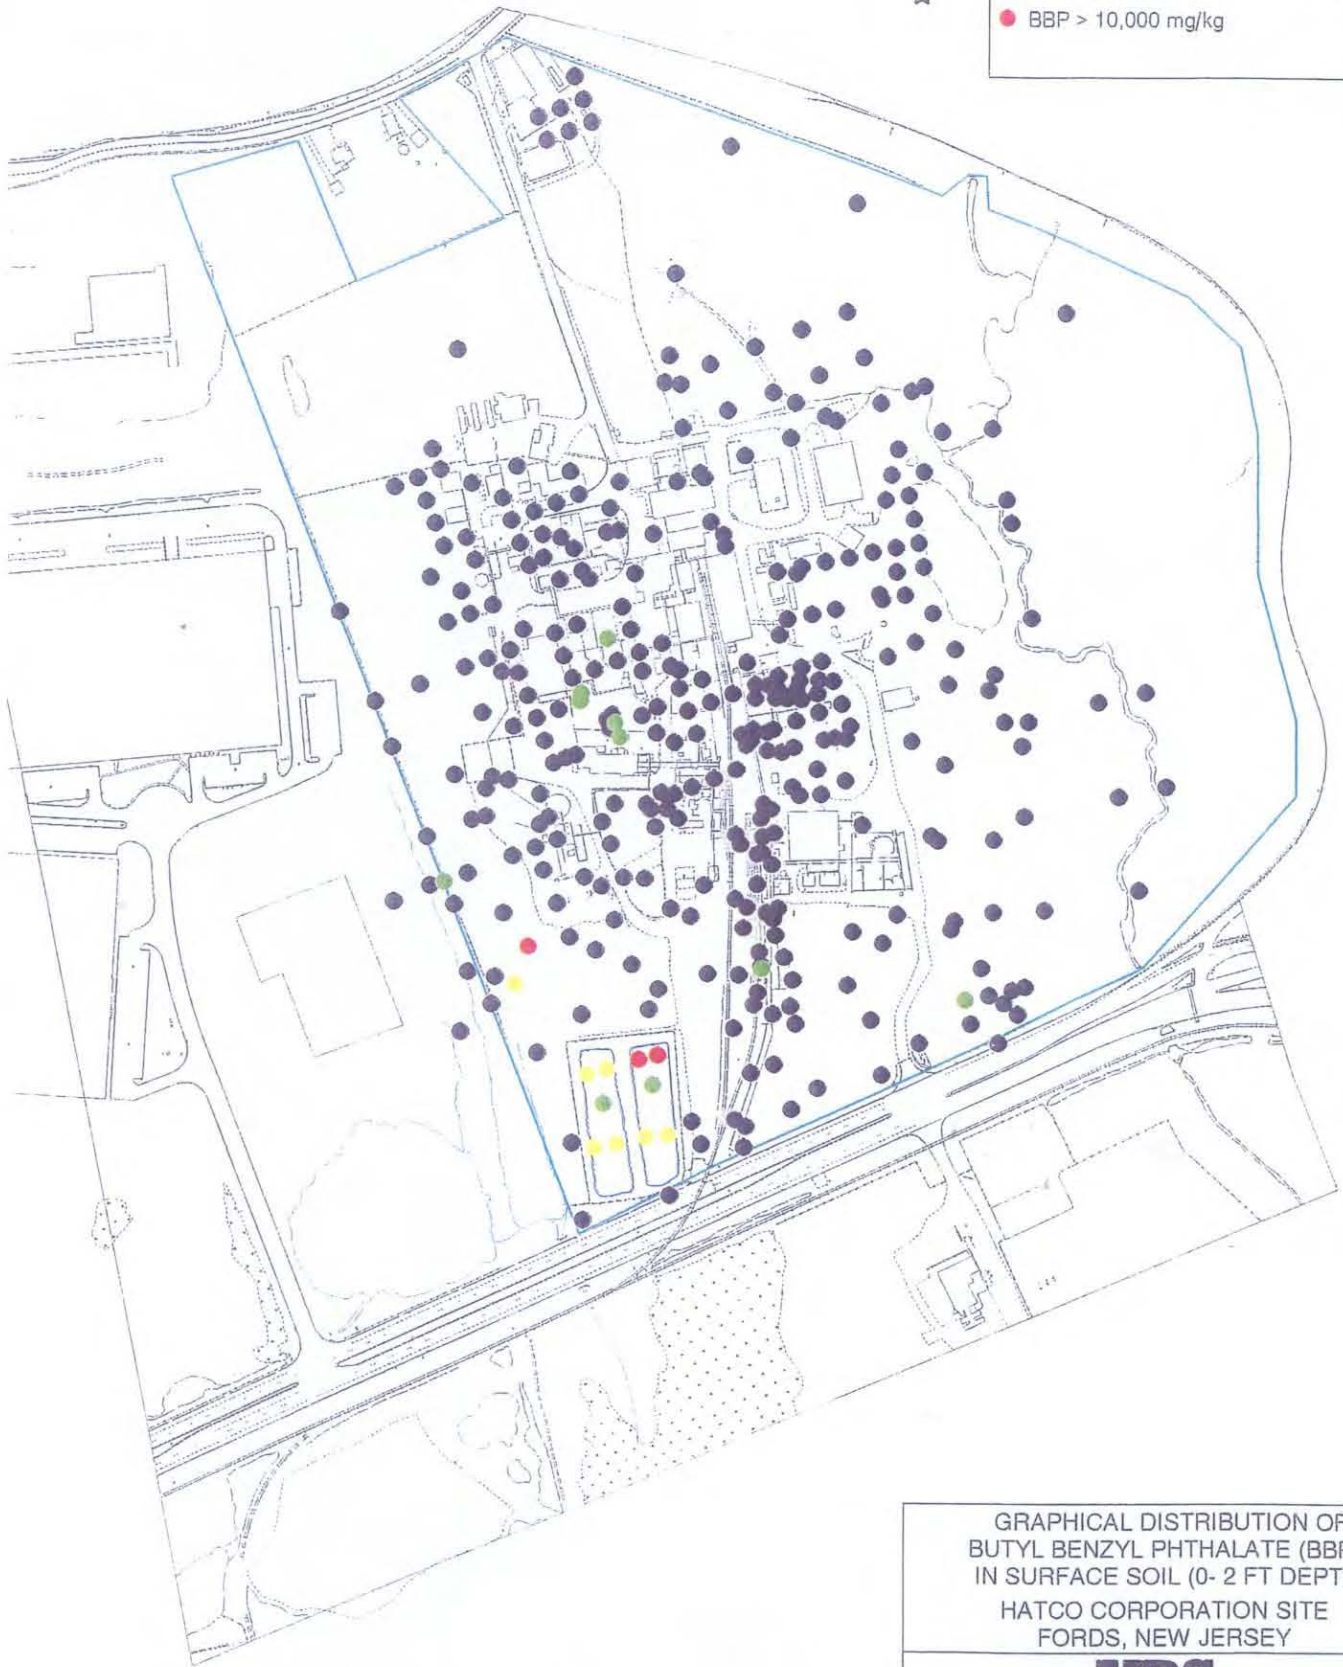 BBP > 10,000 mg/kg
GRAPHICAL DISTRIBUTION OF
BUTYL BENZYL PHTHALATE (BBP
IN SURFACE SOIL (0- 2 FT DEPT
HATCO CORPORATION SITE
FORDS, NEW JERSEY